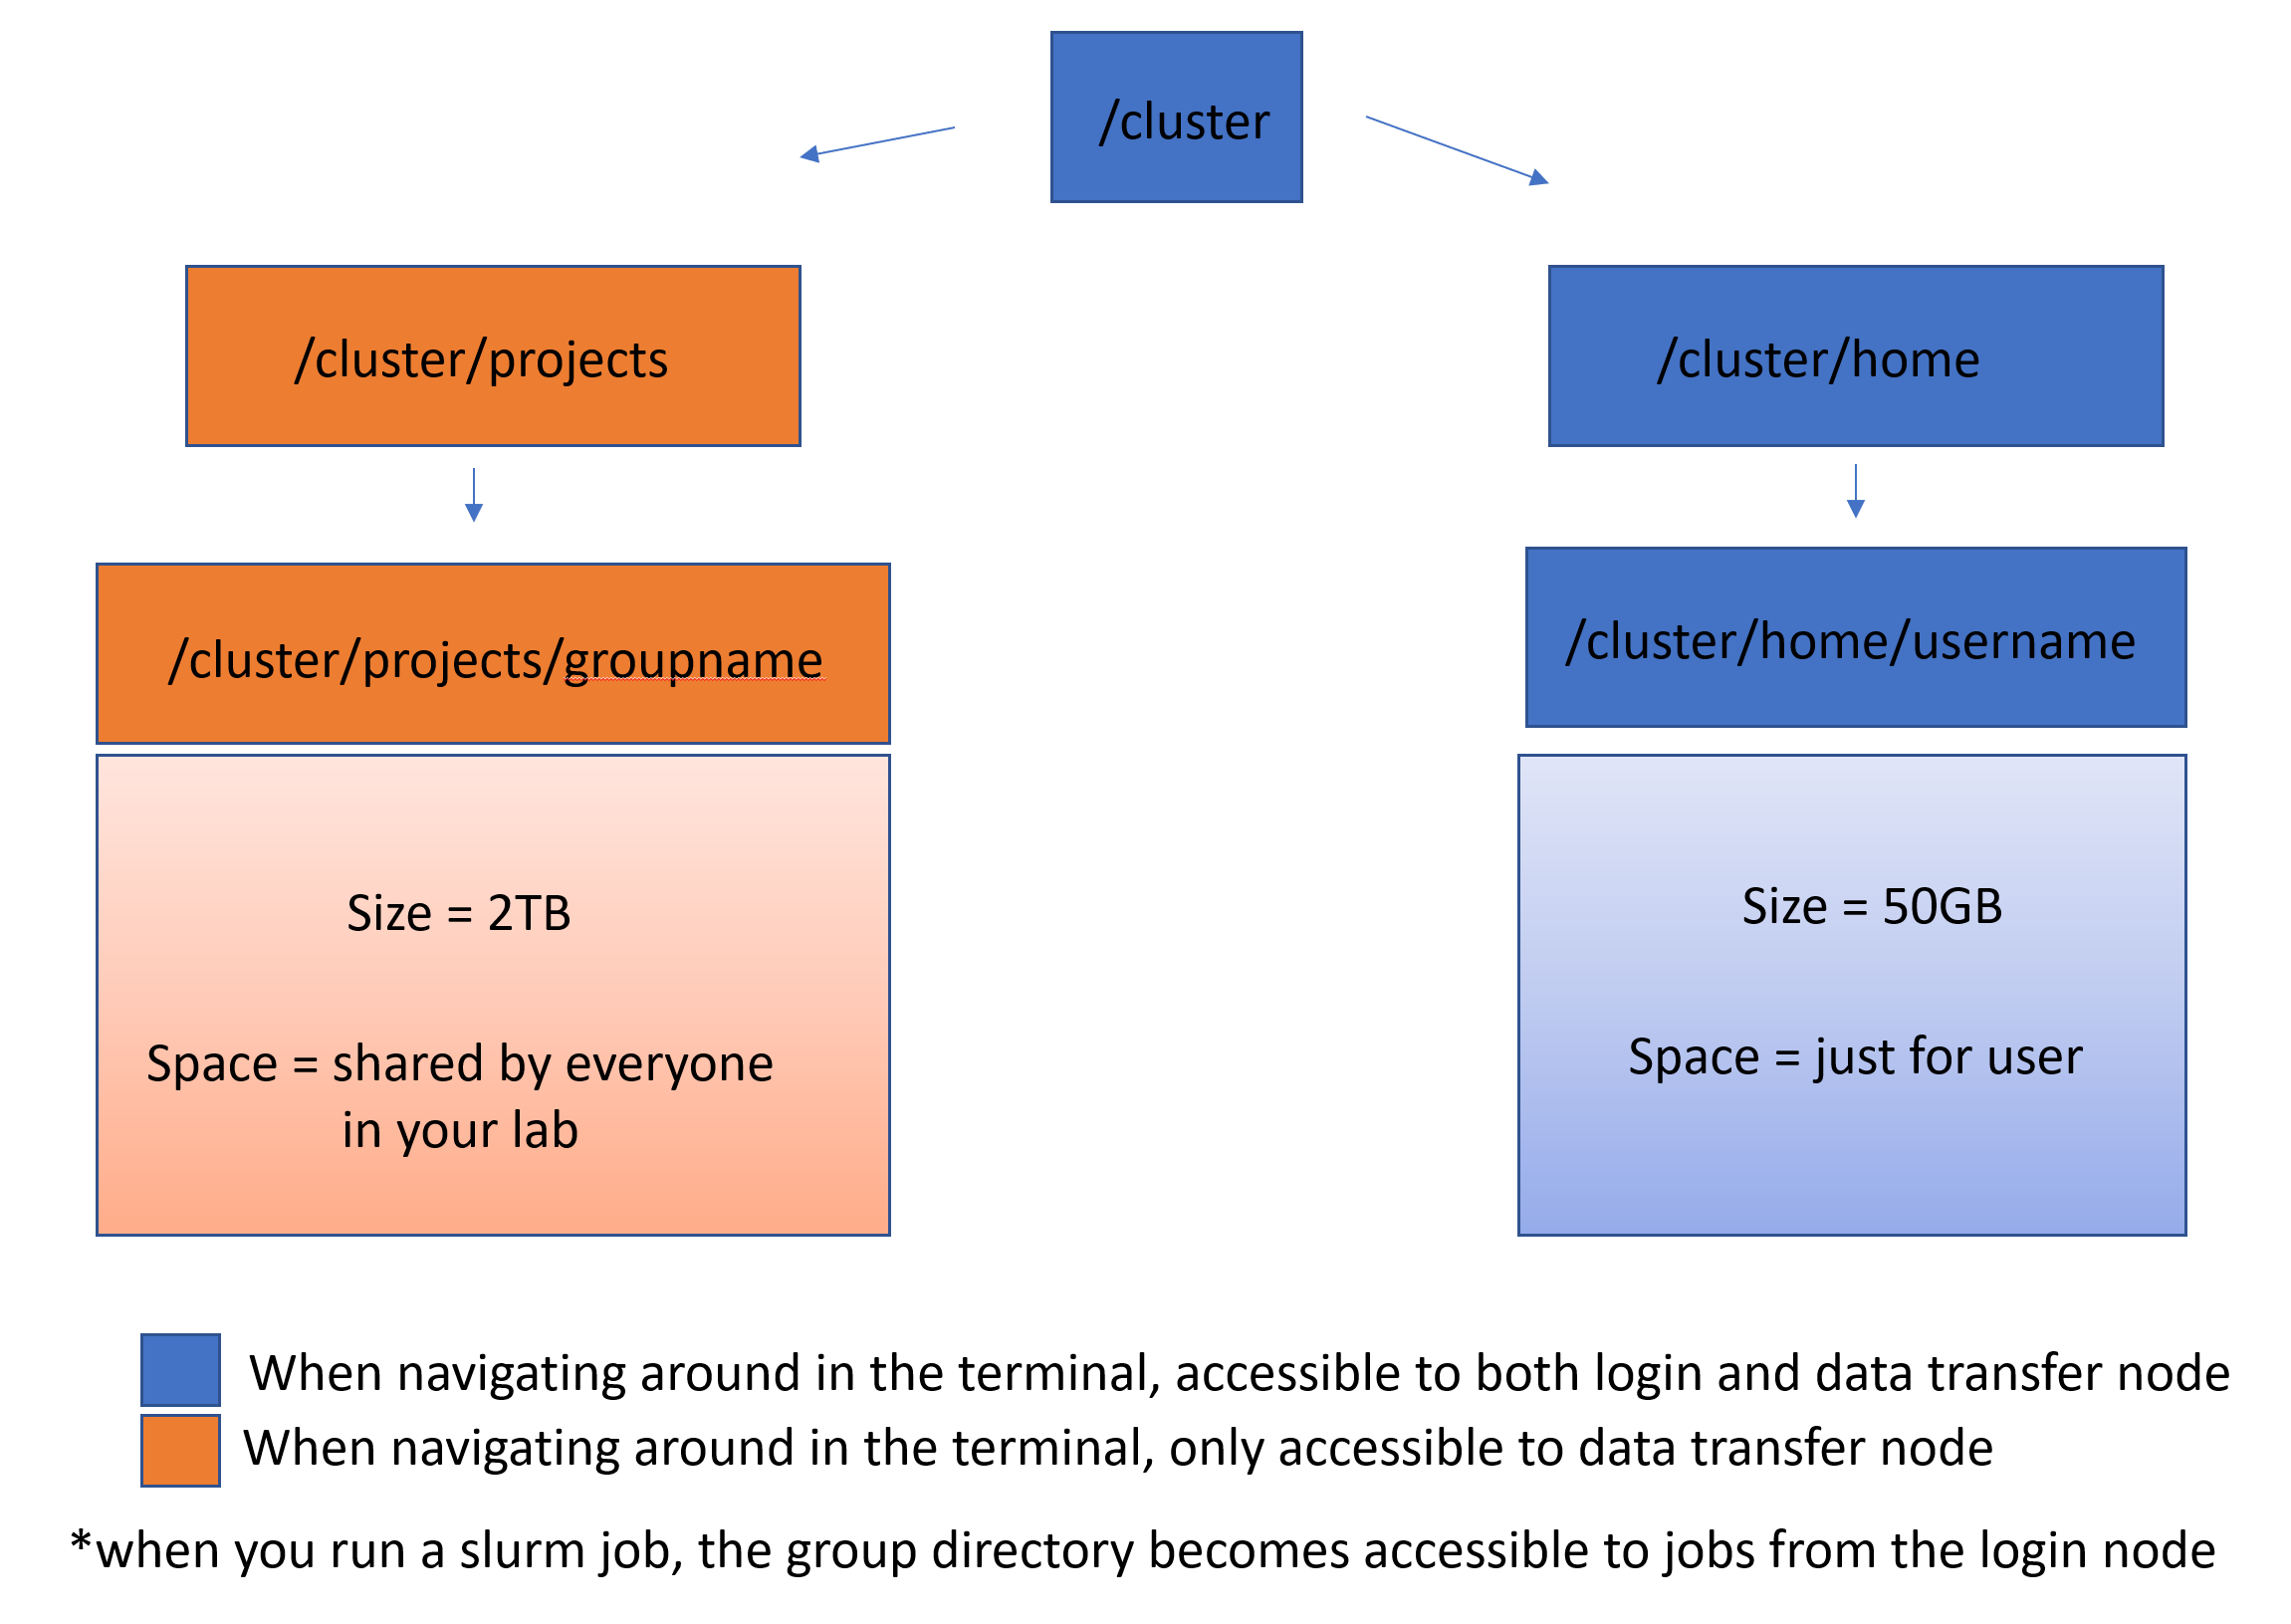 /cluster
/cluster/projects
/cluster/home
/cluster/projects/groupname
/cluster/home/username
Size = 2TB
Space = shared by everyone
in your lab
Size = 50GB
Space = just for user
When navigating around in the terminal, accessible to both login and data transfer node
When navigating around in the terminal, only accessible to data transfer node
*when you run a slurm job, the group directory becomes accessible to jobs from the login node